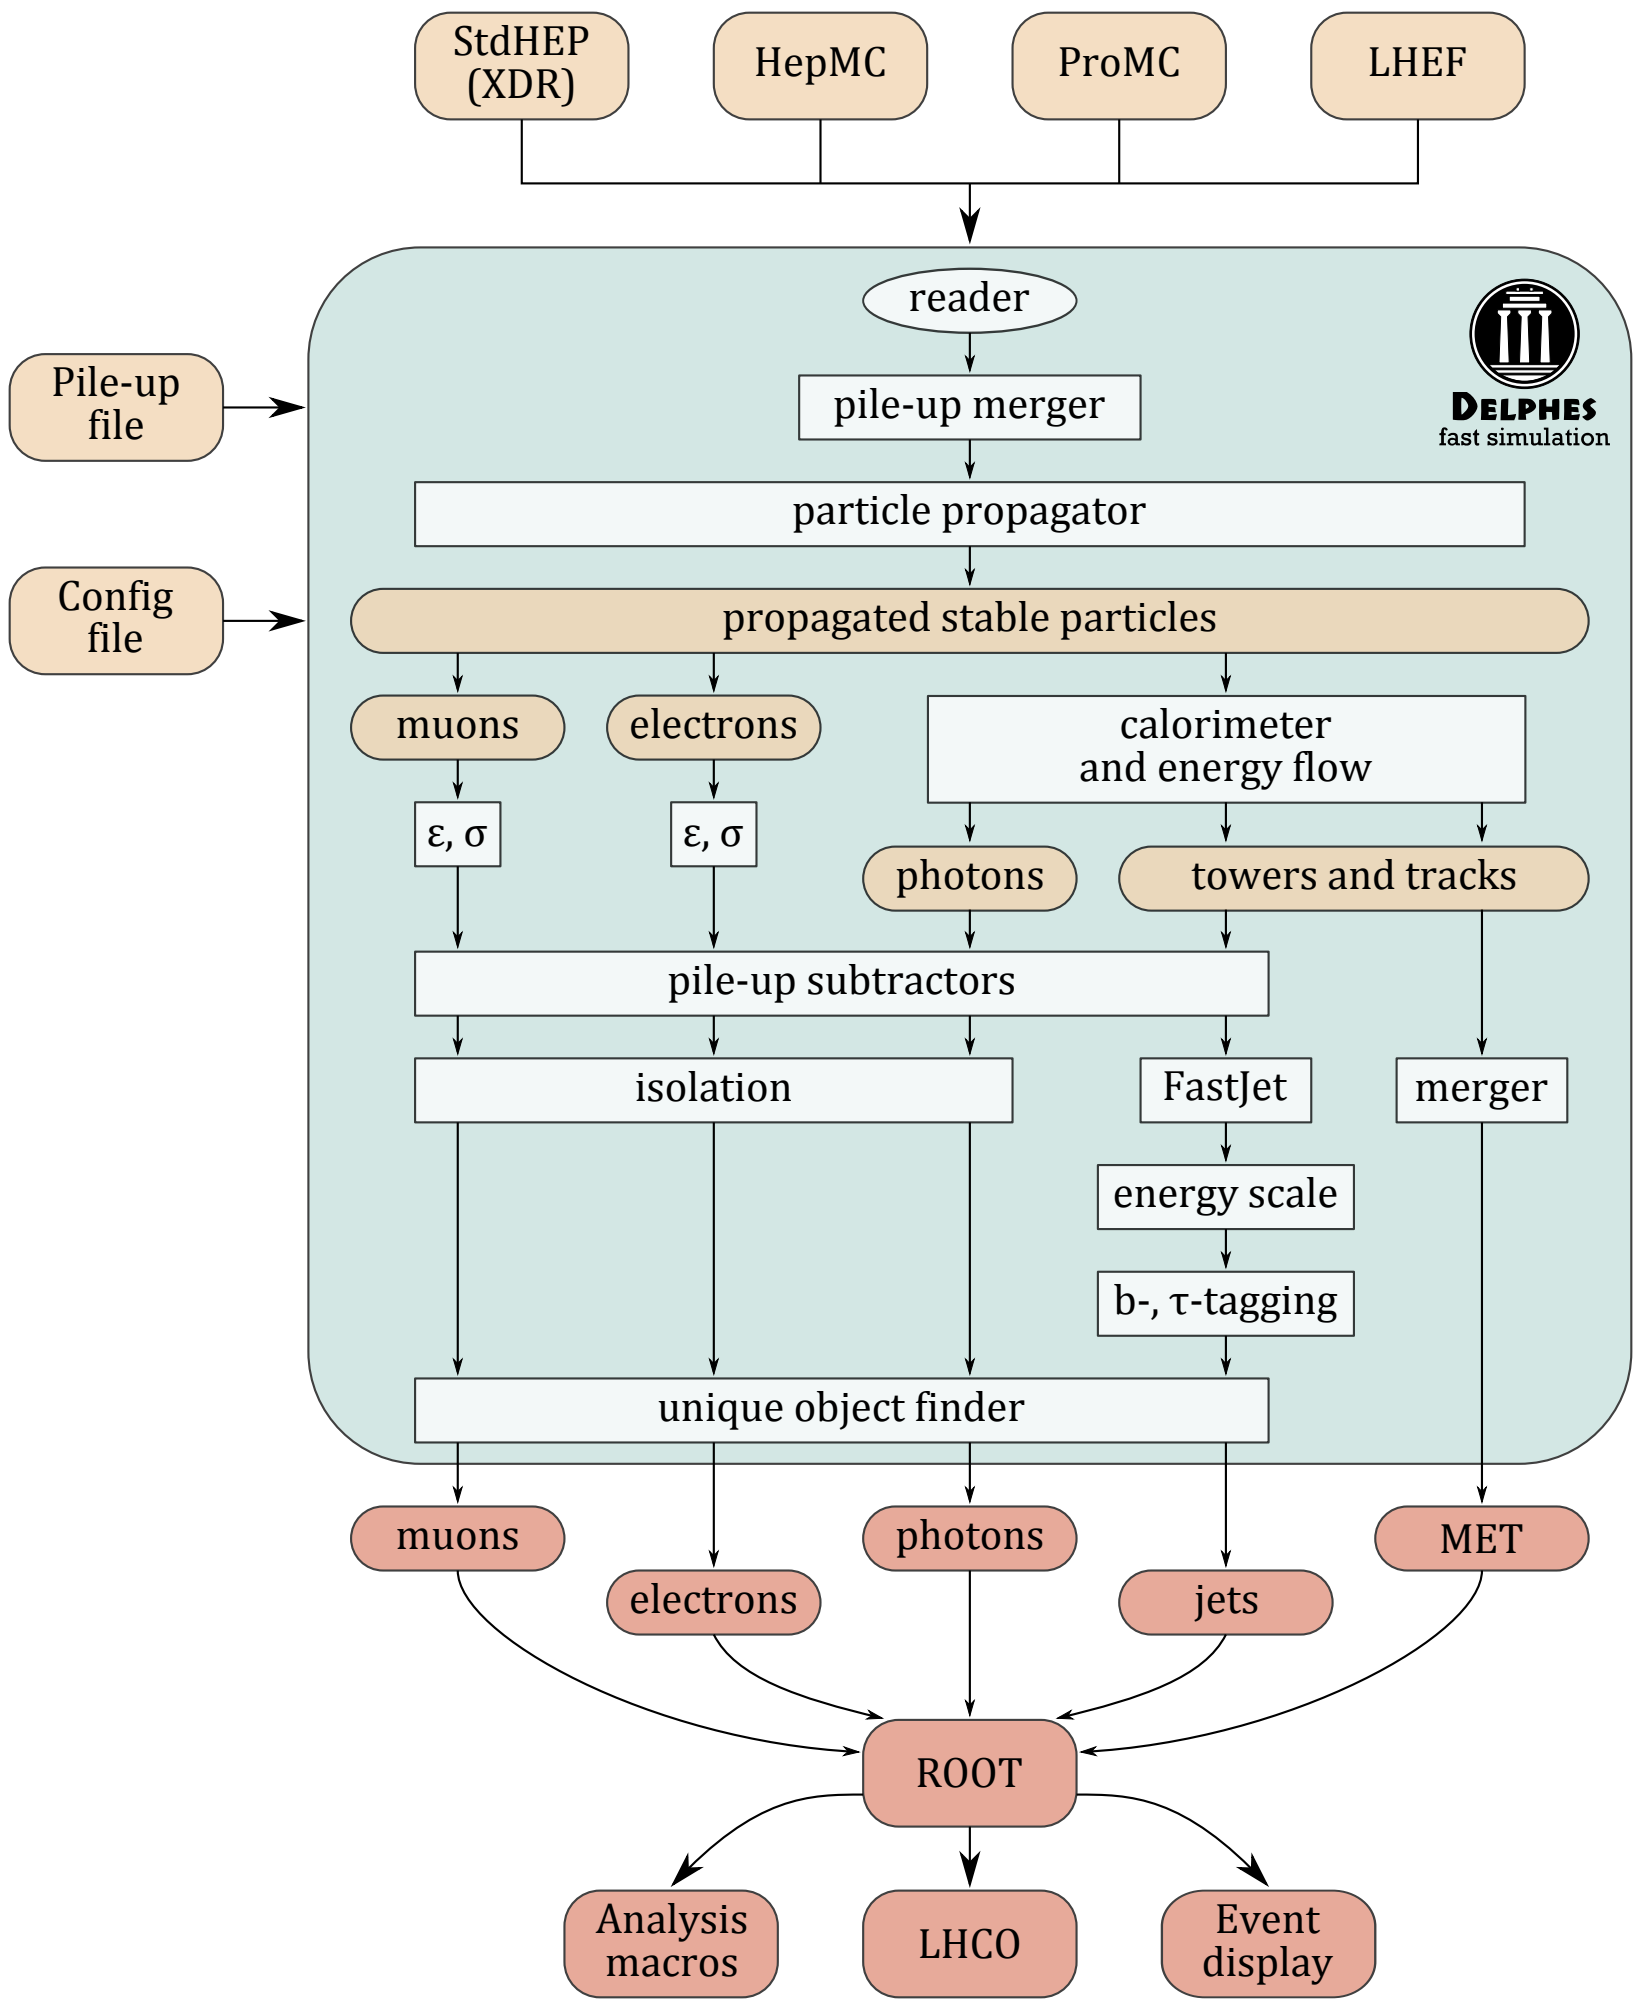 StdHEP
(XDR)
HepMC
ProMC
LHEF
reader
DELPHES
fast simulation
Pile-up
file
pile-up merger
particle propagator
Config
file
propagated stable particles
muons
electrons
calorimeter
and energy flow
ε, σ
ε, σ
photons
towers and tracks
pile-up subtractors
isolation
FastJet
merger
energy scale
b-, τ-tagging
unique object finder
muons
photons
MET
electrons
jets
ROOT
Analysis
macros
LHCO
Event
display